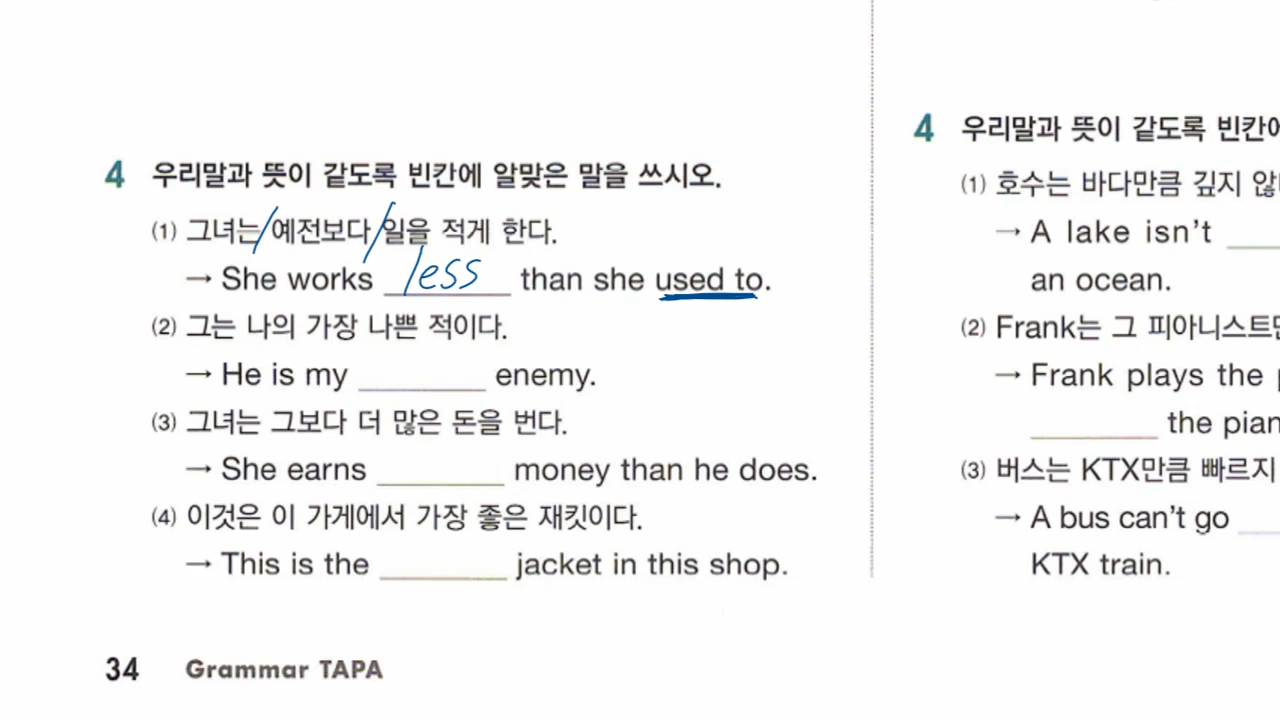 4 우리말과 뜻이 같도록 빈칸에 알맞은 말을 쓰시오.
(1) 그녀는/예전보다/일을 적게 한다.
→ She works less than she used to.
(2) 그는 나의 가장 나쁜 적이다.
→ He is my ________ enemy.
(3) 그녀는 그보다 더 많은 돈을 번다.
→ She earns ________ money than he does.
(4) 이것은 이 가게에서 가장 좋은 재킷이다.
→ This is the ________ jacket in this shop.
34 Grammar TAPA
4 우리말과 뜻이 같도록 빈칸에
(1) 호수는 바다만큼 깊지
→ A lake isn't ____
an ocean.
(2) Frank는 그
→ Frank plays the
________ the pian
(3) 버스는 KTX만큼 빠르지
→ A bus can't go ___
KTX train.